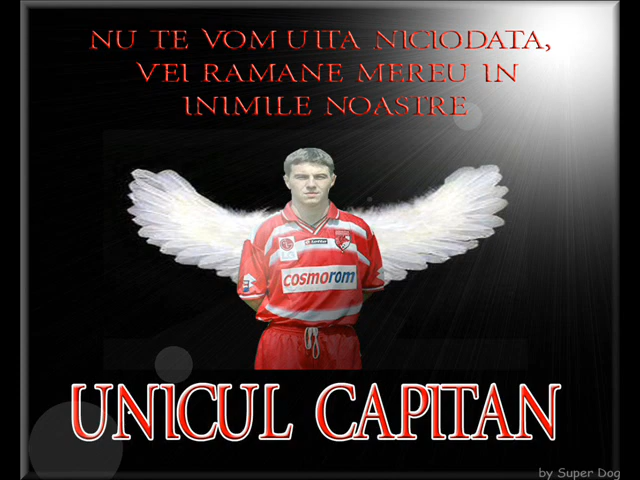 NU TE VOM UITA NICIODATA,
VEI RAMANE MEREU IN
INIMILE NOASTRE
cosmorom
UNICUL CAPITAN
by Super Dog